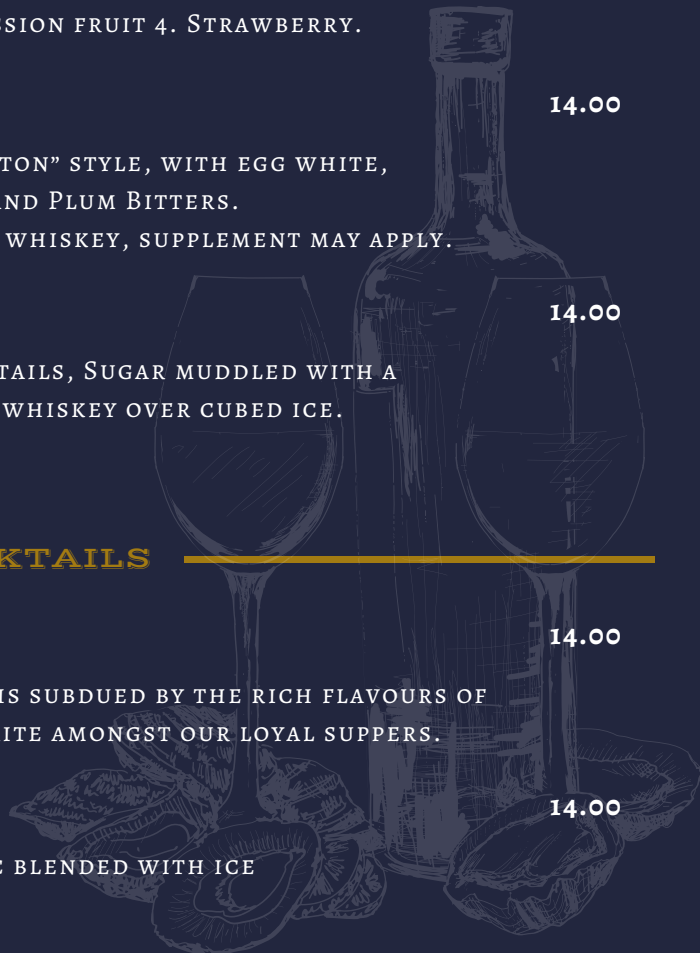 SSION FRUIT 4. STRAWBERRY.
14.00
TON” STYLE, WITH EGG WHITE,
AND PLUM BITTERS.
WHISKEY, SUPPLEMENT MAY APPLY.
14.00
TAILS, SUGAR MUDDLED WITH A
WHISKEY OVER CUBED ICE.
KTAILS
14.00
IS SUBDUED BY THE RICH FLAVOURS OF
ITE AMONGST OUR LOYAL SUPPERS.
14.00
BLENDED WITH ICE